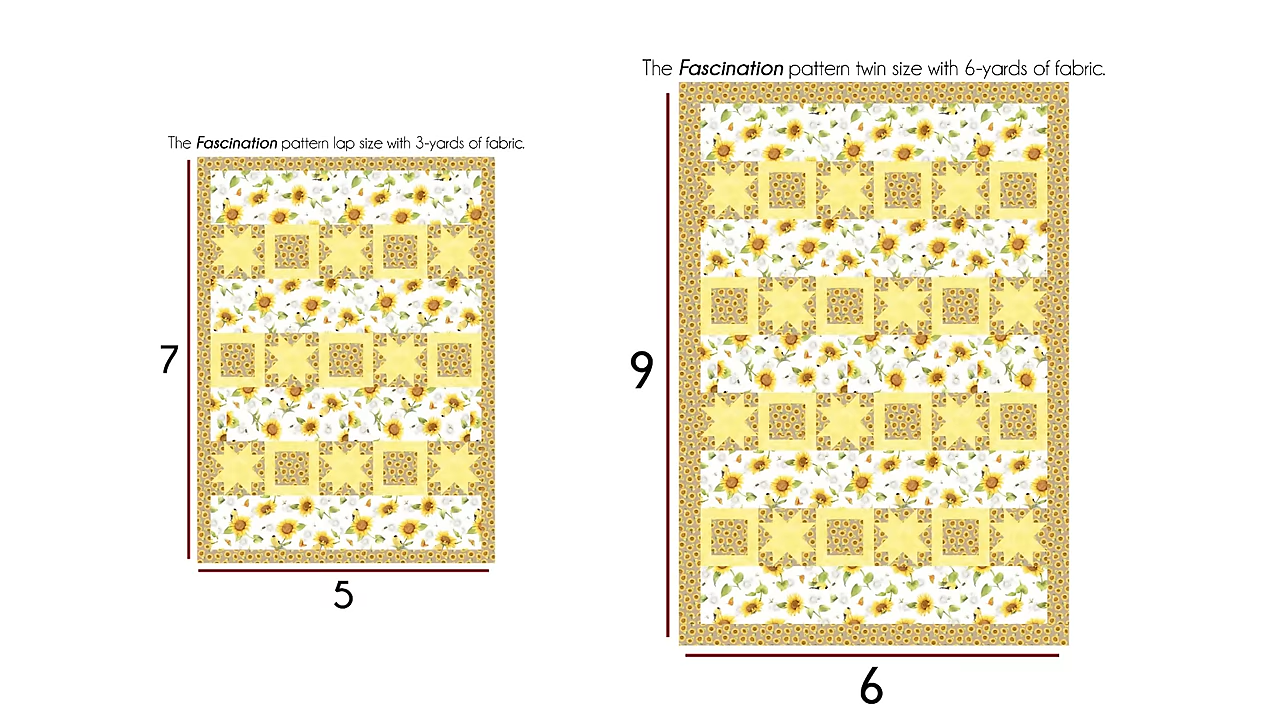 The Fascination pattern lap size with 3-yards of fabric.
7
5
The Fascination pattern twin size with 6-yards of fabric.
9
6